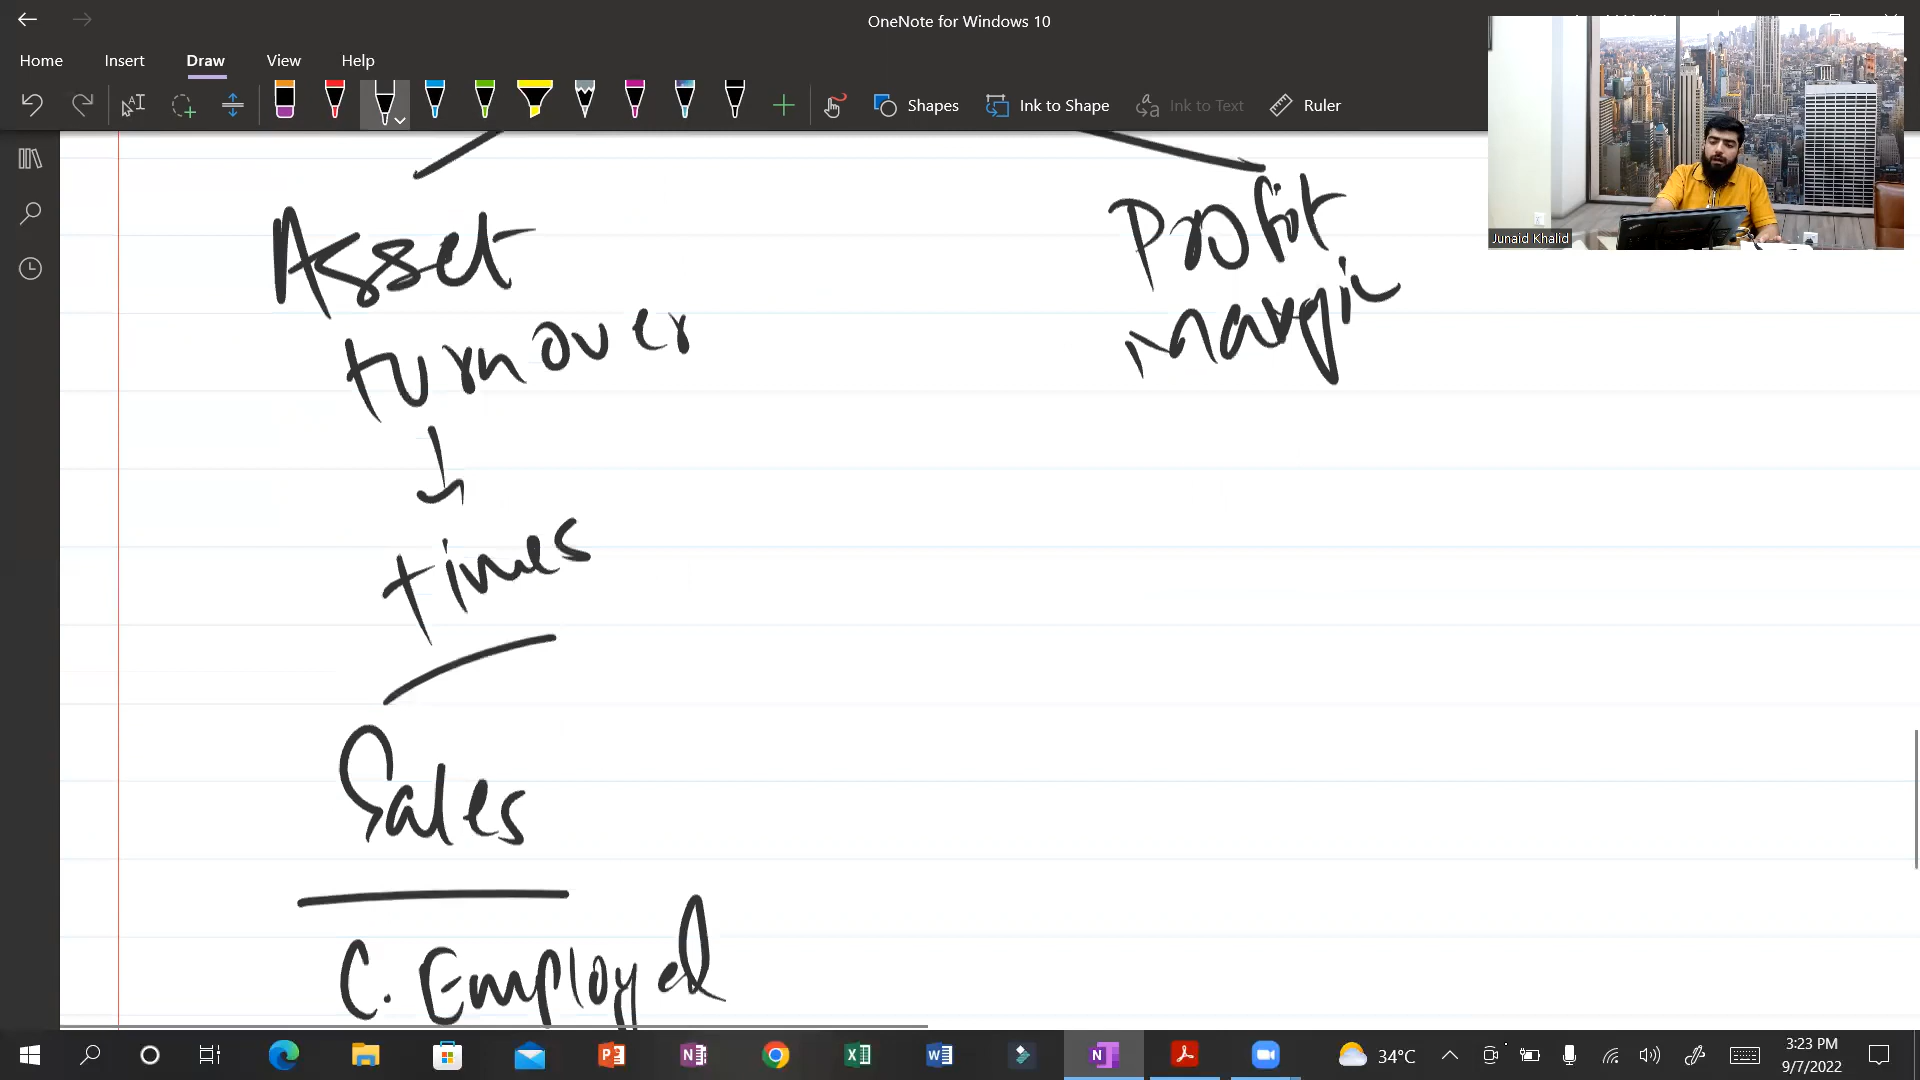 OneNote for Windows 10
Home Insert Draw View Help
Shapes Ink to Shape Ink to Text Ruler
Junaid Khalid
Asset
turnover
times
Sales
C. Employed
Profit
margin
34°C
3:23 PM
9/7/2022